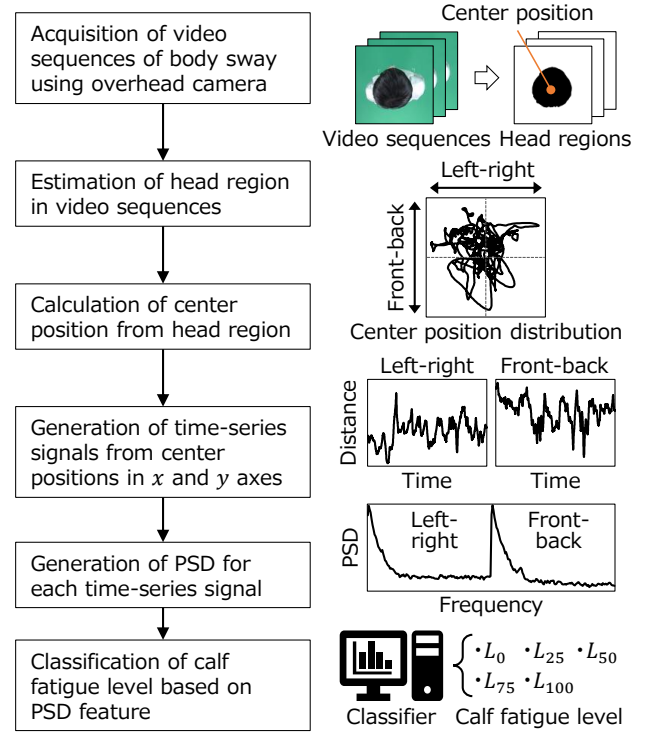 Acquisition of video
sequences of body sway
using overhead camera
Center position
Video sequences
Head regions
Estimation of head region
in video sequences
Left-right
Front-back
Center position distribution
Calculation of center
position from head region
Left-right
Front-back
Distance
Time
Time
Generation of time-series
signals from center
positions in x and y axes
PSD
Left-
right
Front-
back
Frequency
Generation of PSD for
each time-series signal
Classification of calf
fatigue level based on
PSD feature
·L₀ ·L₂₅ ·L₅₀
·L₇₅ ·L₁₀₀
Classifier
Calf fatigue level